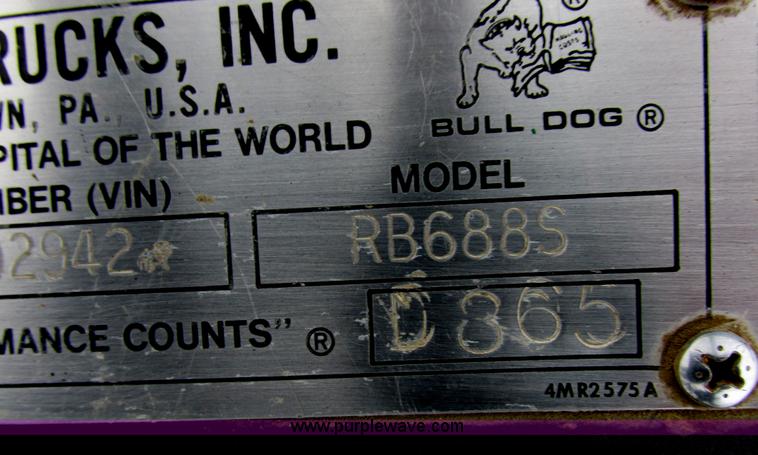 RUCKS, INC.
WN, PA. U.S.A.
PITAL OF THE WORLD
BULL DOG ®
MBER (VIN)
MODEL
2942★
RB688S
MANCE COUNTS” ®
865
4MR2575A
www.purplewave.com